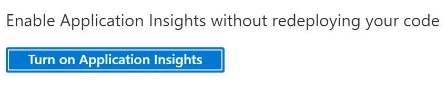 Enable Application Insights without redeploying your code
Turn on Application Insights